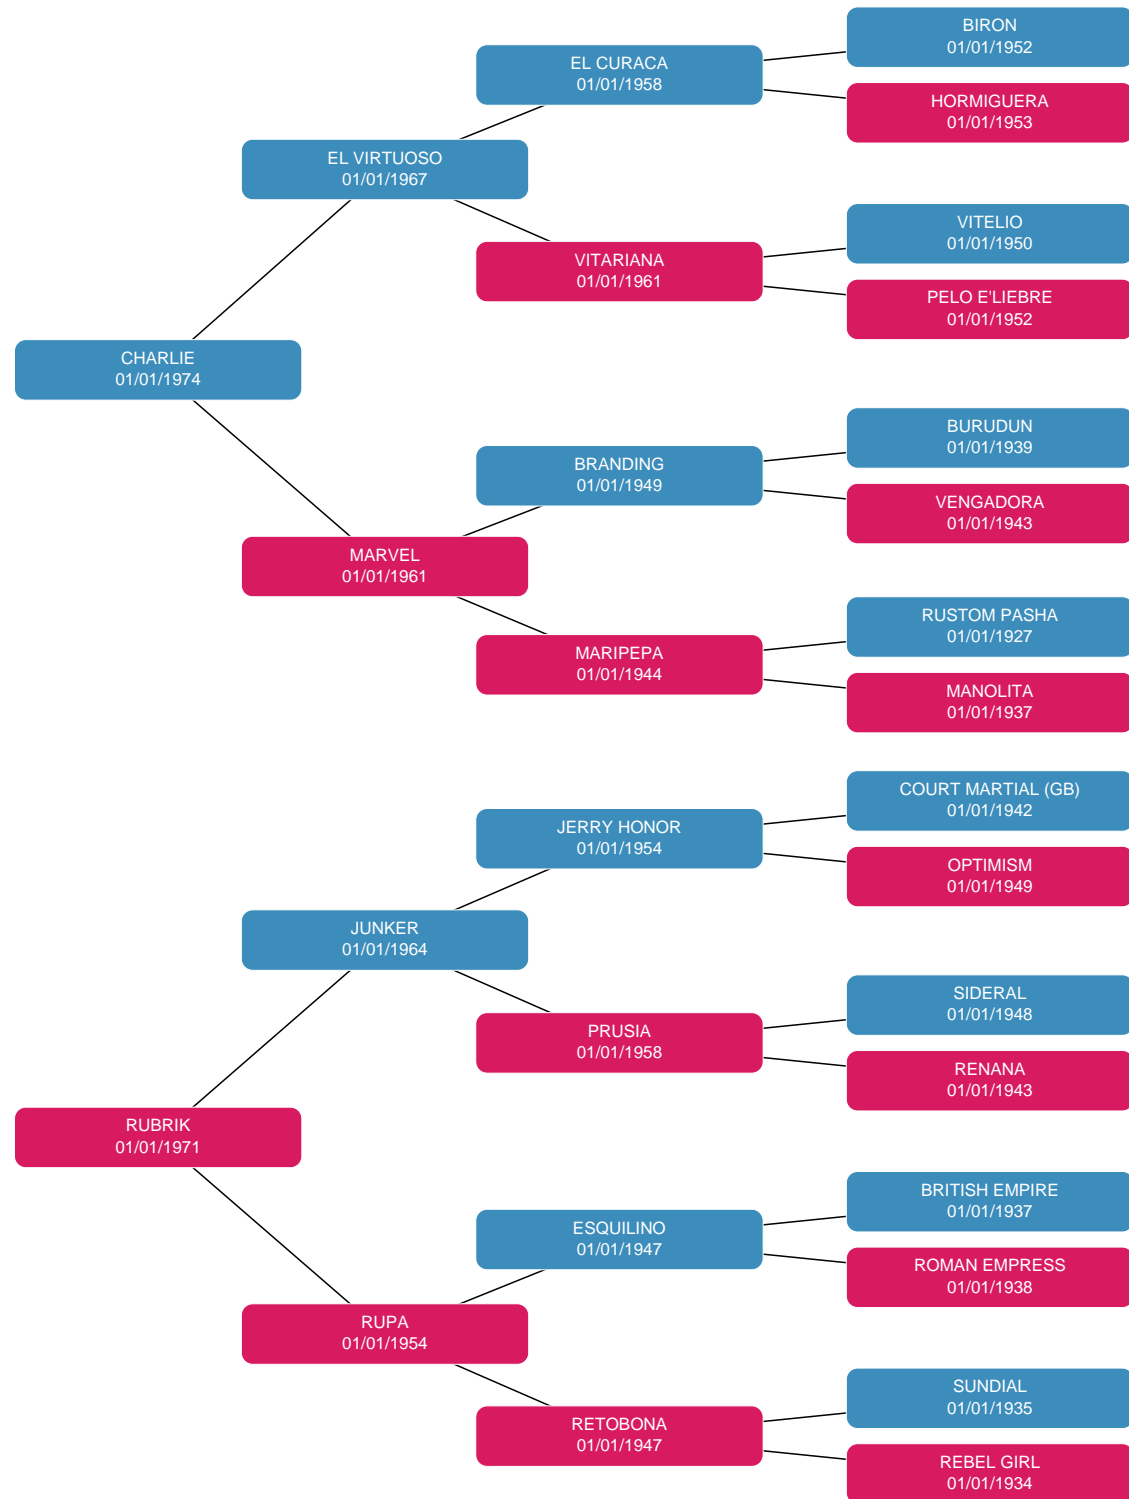 BIRON
01/01/1952
EL CURACA
01/01/1958
HORMIGUERA
01/01/1953
EL VIRTUOSO
01/01/1967
VITELIO
01/01/1950
VITARIANA
01/01/1961
PELO E'LIEBRE
01/01/1952
CHARLIE
01/01/1974
BURUDUN
01/01/1939
BRANDING
01/01/1949
VENGADORA
01/01/1943
MARVEL
01/01/1961
RUSTOM PASHA
01/01/1927
MARIPEPA
01/01/1944
MANOLITA
01/01/1937
COURT MARTIAL (GB)
01/01/1942
JERRY HONOR
01/01/1954
OPTIMISM
01/01/1949
JUNKER
01/01/1964
SIDERAL
01/01/1948
PRUSIA
01/01/1958
RENANA
01/01/1943
RUBRIK
01/01/1971
BRITISH EMPIRE
01/01/1937
ESQUILINO
01/01/1947
ROMAN EMPRESS
01/01/1938
RUPA
01/01/1954
SUNDIAL
01/01/1935
RETOBONA
01/01/1947
REBEL GIRL
01/01/1934